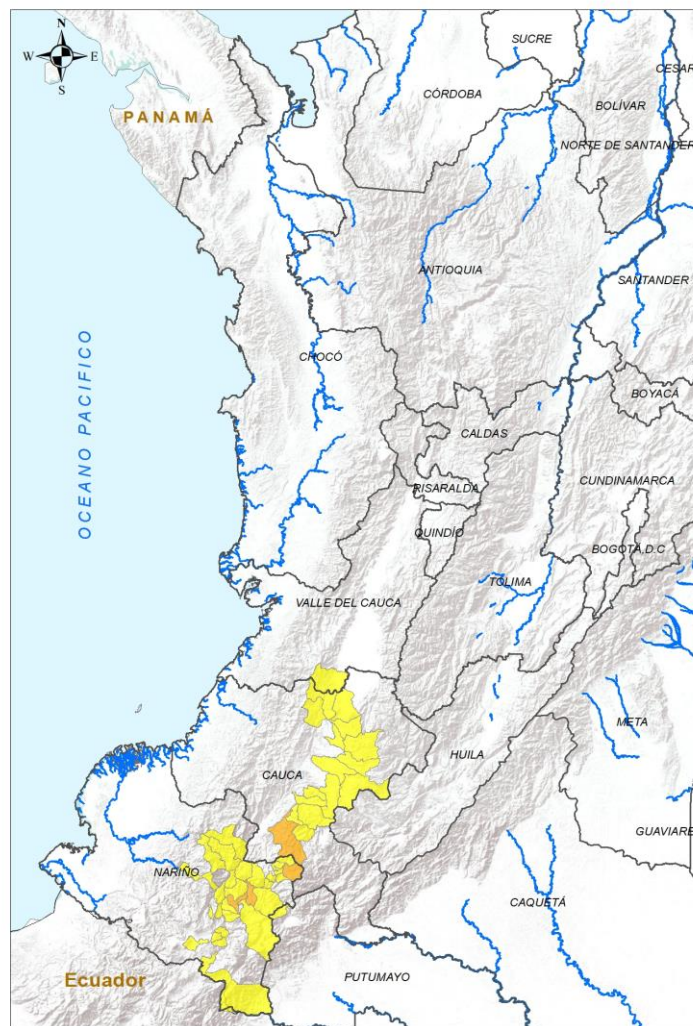 N
W E
S
SUCRE
CESAR
CÓRDOBA
BOLÍVAR
PANAMÁ
NORTE DE SANTANDER
ANTIOQUIA
SANTANDER
OCEANO PACIFICO
CHOCÓ
BOYACÁ
CALDAS
CUNDINAMARCA
RISARALDA
QUINDÍO
BOGOTÁ, D.C
TOLIMA
VALLE DEL CAUCA
META
HUILA
CAUCA
GUAVIARE
NARIÑO
CAQUETÁ
Ecuador
PUTUMAYO